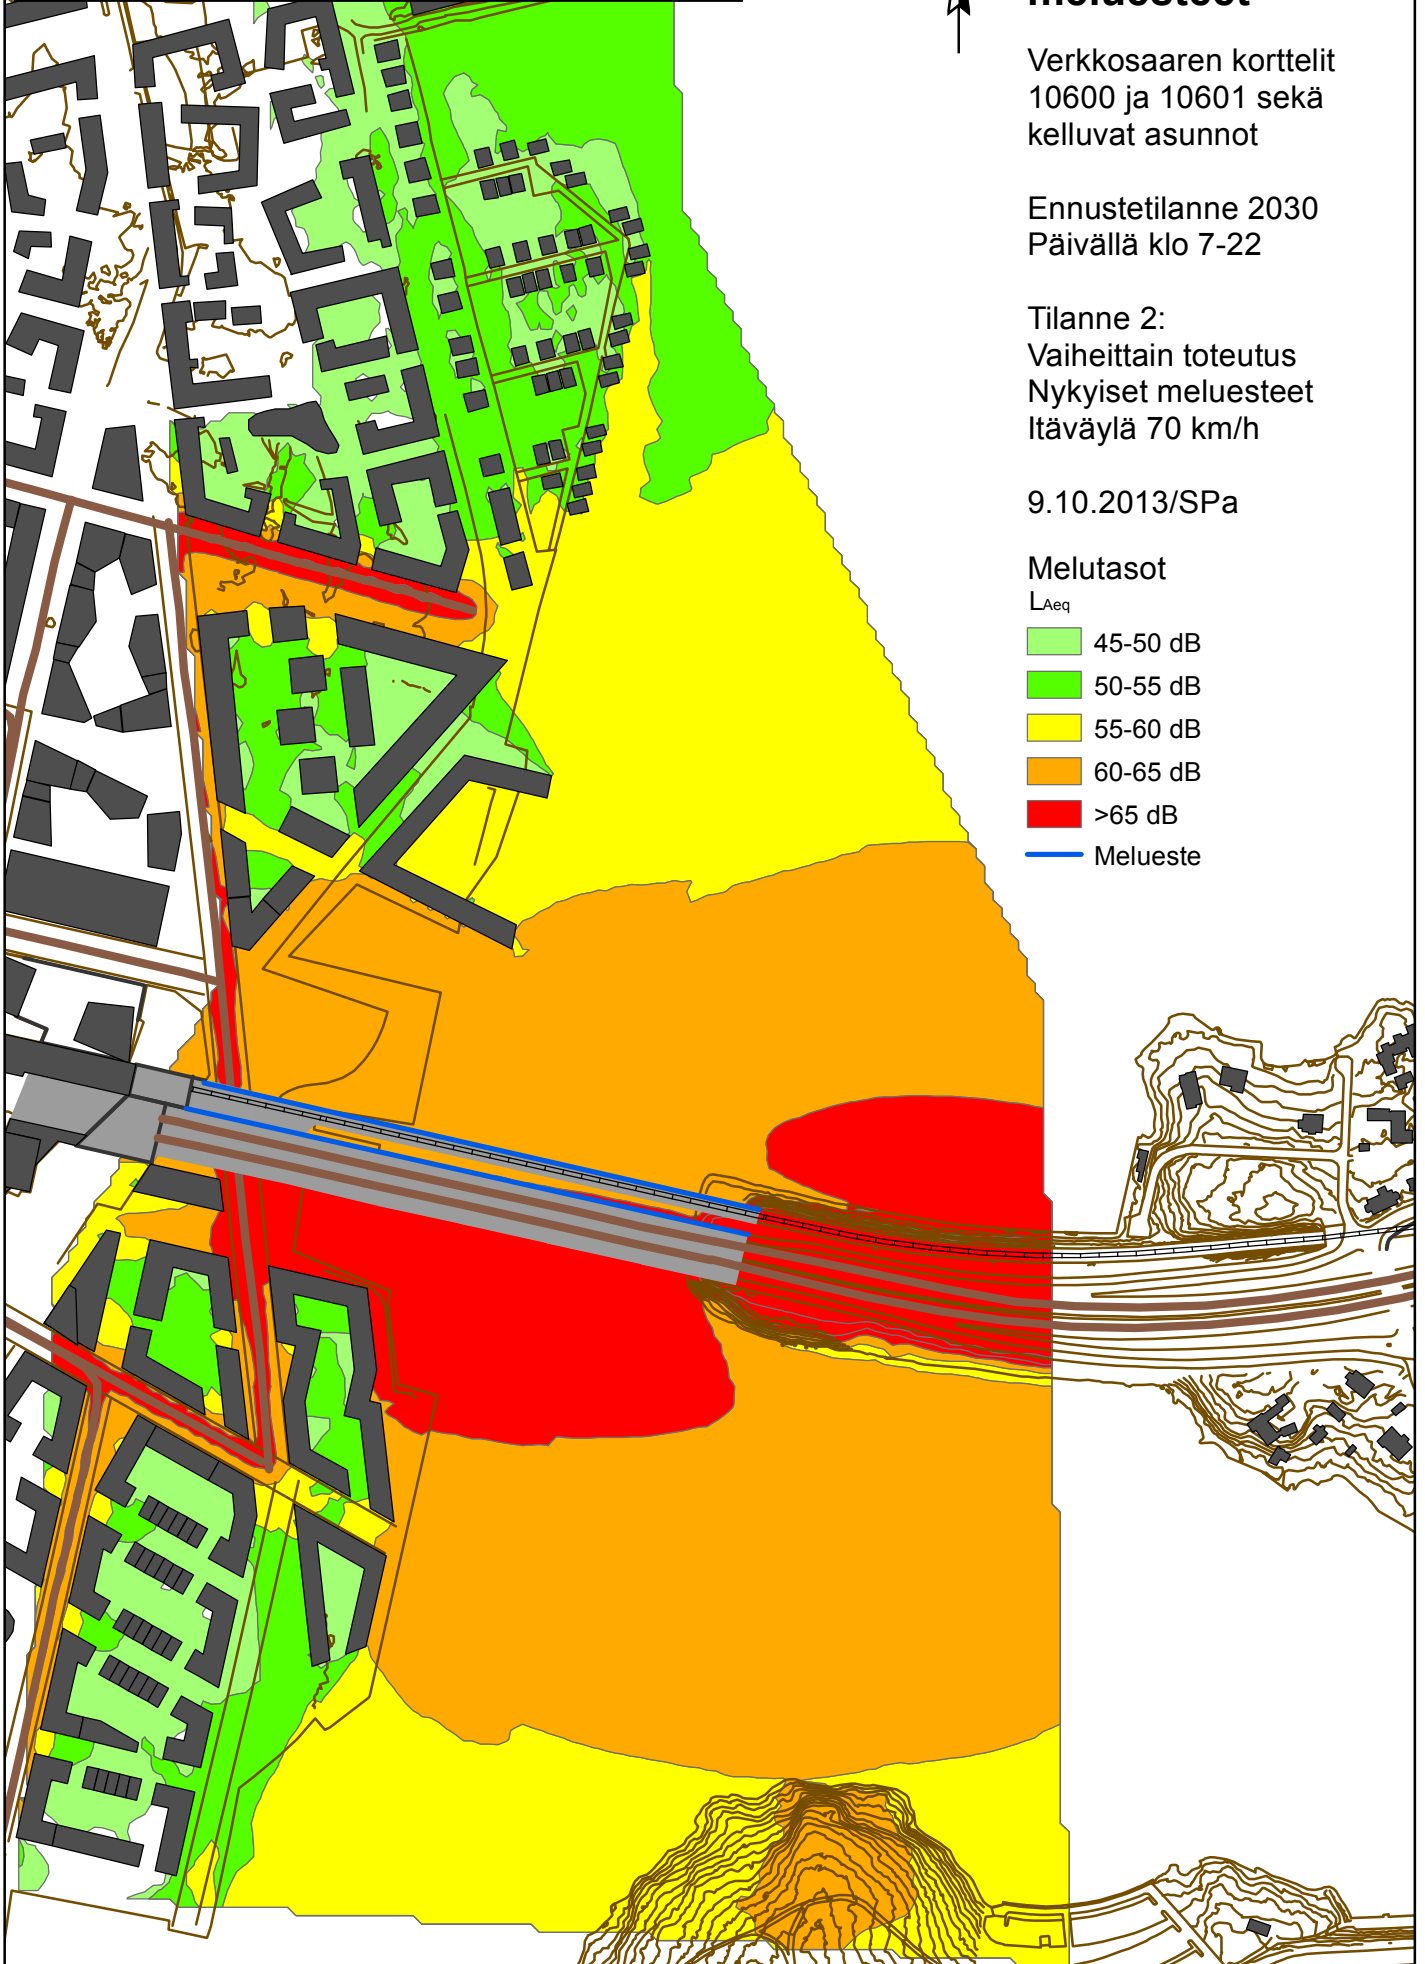 Verkkosaaren korttelit
10600 ja 10601 sekä
kelluvat asunnot
Ennustetilanne 2030
Päivällä klo 7-22
Tilanne 2:
Vaiheittain toteutus
Nykyiset meluesteet
Itäväylä 70 km/h
9.10.2013/SPa
Melutasot
LAeq
45-50 dB
50-55 dB
55-60 dB
60-65 dB
>65 dB
Melueste